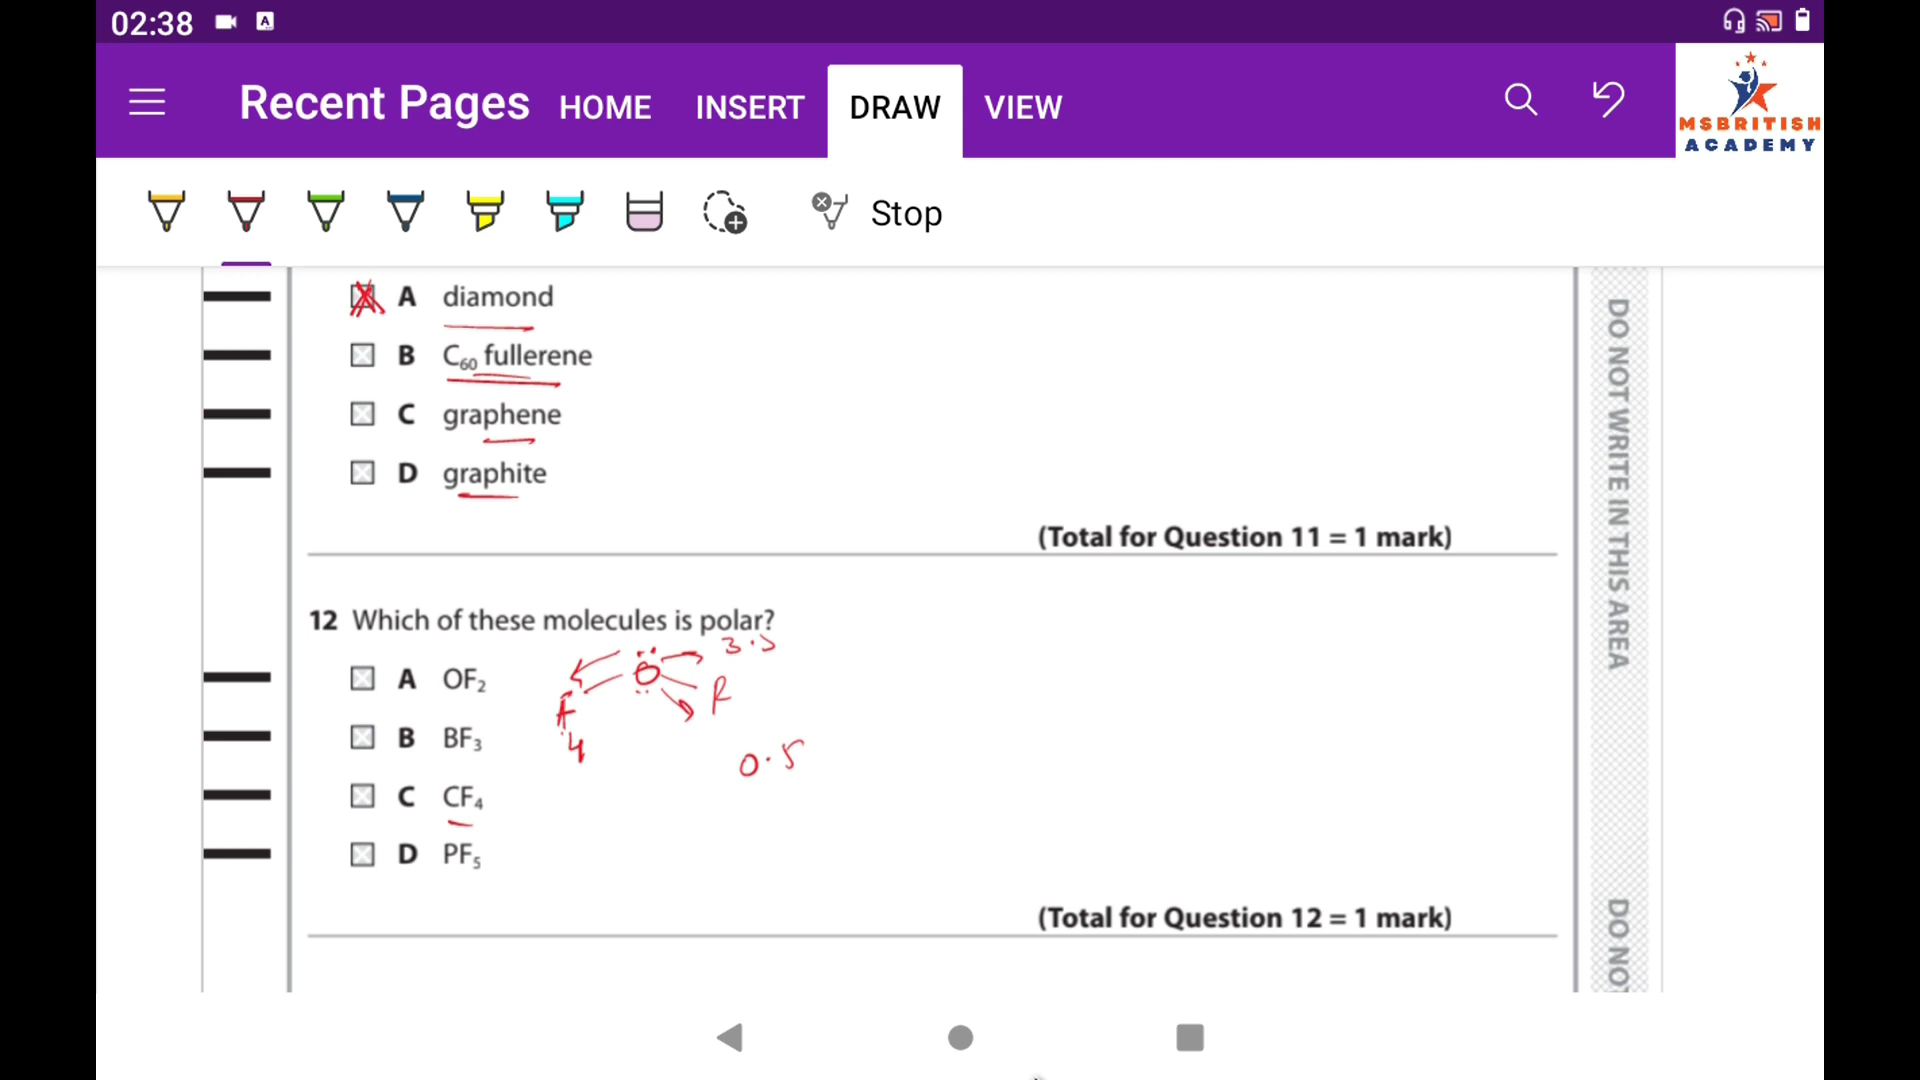 02:38 A
Recent Pages HOME INSERT DRAW VIEW
MSBRITISH
ACADEMY
Stop
A diamond
B C₆₀ fullerene
C graphene
D graphite
(Total for Question 11 = 1 mark)
12 Which of these molecules is polar?
3.5
A OF₂
O
F
F
4
B BF₃
0.5
C CF₄
D PF₅
(Total for Question 12 = 1 mark)
DO NOT WRITE IN THIS AREA
DO NOT